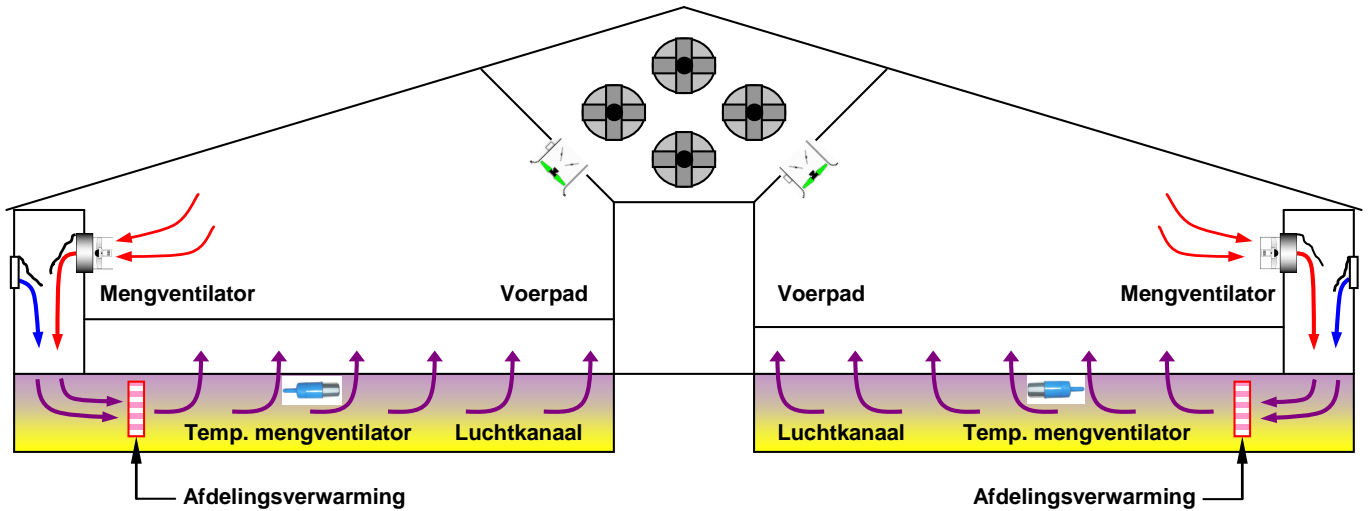 Mengventilator
Voerpad
Voerpad
Mengventilator
Temp. mengventilator
Luchtkanaal
Luchtkanaal
Temp. mengventilator
Afdelingsverwarming
Afdelingsverwarming